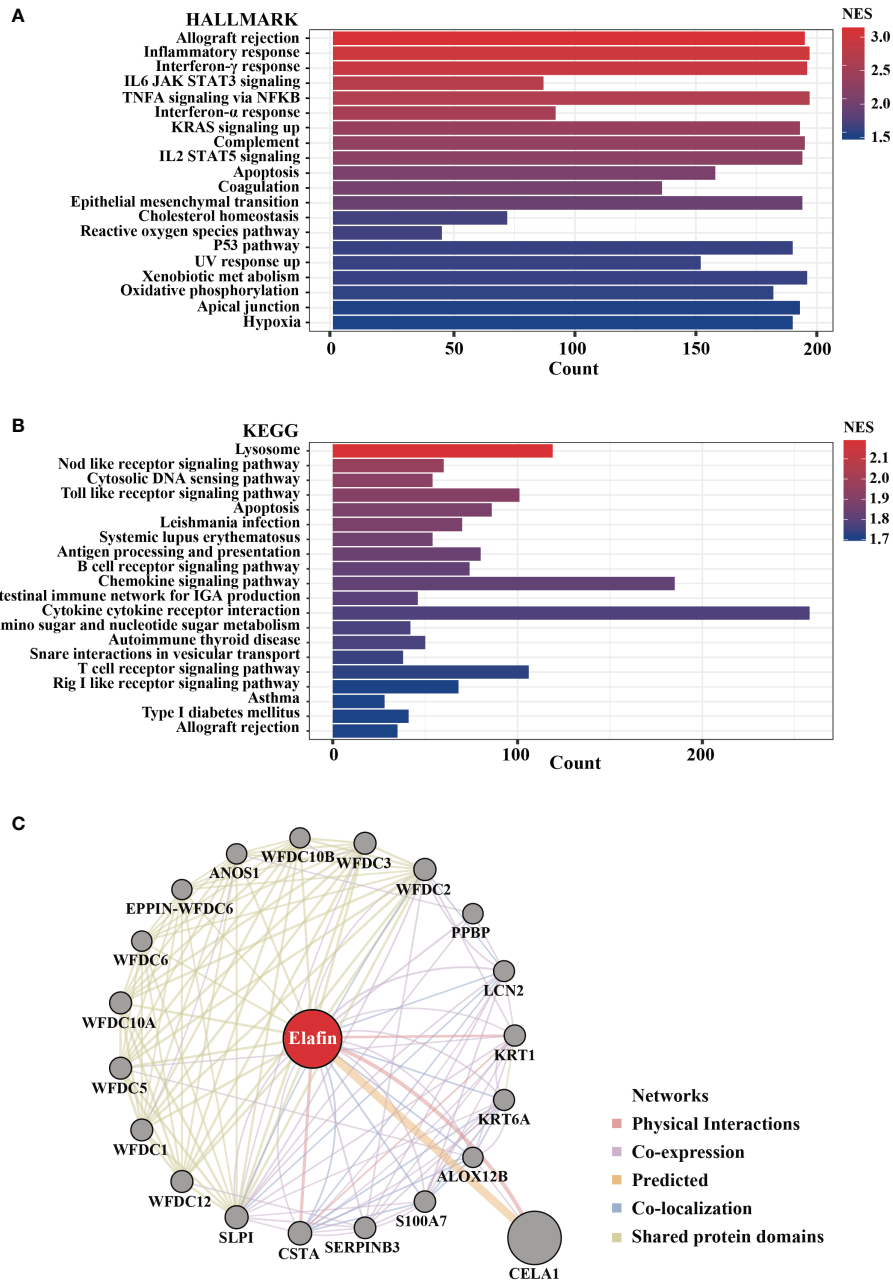 A
HALLMARK
NES
Allograft rejection
Inflammatory response
Interferon-γ response
IL6 JAK STAT3 signaling
TNFA signaling via NFKB
Interferon-α response
KRAS signaling up
Complement
IL2 STAT5 signaling
Apoptosis
Coagulation
Epithelial mesenchymal transition
Cholesterol homeostasis
Reactive oxygen species pathway
P53 pathway
UV response up
Xenobiotic met abolism
Oxidative phosphorylation
Apical junction
Hypoxia
3.0
2.5
2.0
1.5
0 50 100 150 200
Count
B
KEGG
NES
Lysosome
Nod like receptor signaling pathway
Cytosolic DNA sensing pathway
Toll like receptor signaling pathway
Apoptosis
Leishmania infection
Systemic lupus erythematosus
Antigen processing and presentation
B cell receptor signaling pathway
Chemokine signaling pathway
testinal immune network for IGA production
Cytokine cytokine receptor interaction
mino sugar and nucleotide sugar metabolism
Autoimmune thyroid disease
Snare interactions in vesicular transport
T cell receptor signaling pathway
Rig I like receptor signaling pathway
Asthma
Type I diabetes mellitus
Allograft rejection
2.1
2.0
1.9
1.8
1.7
0 100 200
Count
C
WFDC10B
WFDC3
ANOS1
WFDC2
EPPIN-WFDC6
PPBP
WFDC6
LCN2
WFDC10A
Elafin
KRT1
WFDC5
KRT6A
WFDC1
ALOX12B
WFDC12
S100A7
SLPI
CSTA
SERPINB3
CELA1
Networks
Physical Interactions
Co-expression
Predicted
Co-localization
Shared protein domains